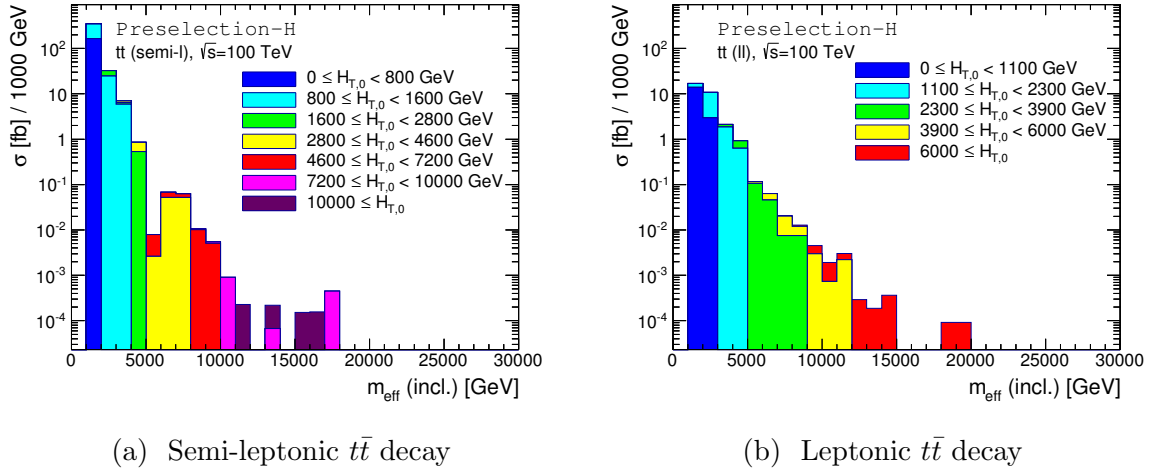 Preselection-H
tt (semi-l), √s=100 TeV
0 ≤ H_T,0 < 800 GeV
800 ≤ H_T,0 < 1600 GeV
1600 ≤ H_T,0 < 2800 GeV
2800 ≤ H_T,0 < 4600 GeV
4600 ≤ H_T,0 < 7200 GeV
7200 ≤ H_T,0 < 10000 GeV
10000 ≤ H_T,0
σ [fb] / 1000 GeV
10²
10
1
10⁻¹
10⁻²
10⁻³
10⁻⁴
0 5000 10000 15000 20000 25000 30000
m_eff (incl.) [GeV]
(a) Semi-leptonic tt̄ decay
Preselection-H
tt (ll), √s=100 TeV
0 ≤ H_T,0 < 1100 GeV
1100 ≤ H_T,0 < 2300 GeV
2300 ≤ H_T,0 < 3900 GeV
3900 ≤ H_T,0 < 6000 GeV
6000 ≤ H_T,0
σ [fb] / 1000 GeV
10²
10
1
10⁻¹
10⁻²
10⁻³
10⁻⁴
0 5000 10000 15000 20000 25000 30000
m_eff (incl.) [GeV]
(b) Leptonic tt̄ decay